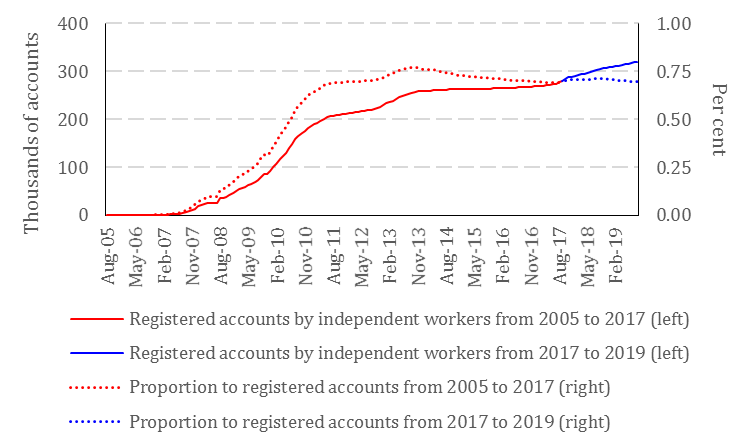 400
300
200
100
0
Thousands of accounts
1.00
0.75
0.50
0.25
0.00
Per cent
Aug-05
May-06
Feb-07
Nov-07
Aug-08
May-09
Feb-10
Nov-10
Aug-11
May-12
Feb-13
Nov-13
Aug-14
May-15
Feb-16
Nov-16
Aug-17
May-18
Feb-19
Registered accounts by independent workers from 2005 to 2017 (left)
Registered accounts by independent workers from 2017 to 2019 (left)
Proportion to registered accounts from 2005 to 2017 (right)
Proportion to registered accounts from 2017 to 2019 (right)